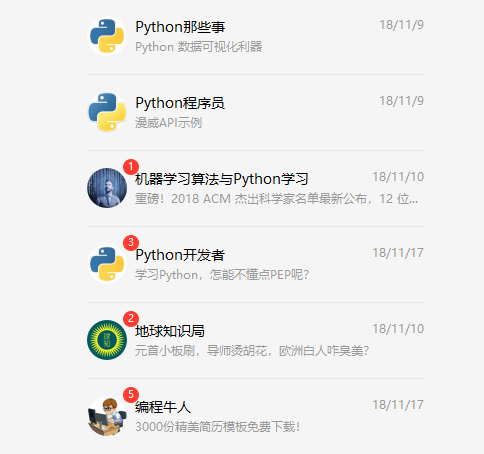 Python那些事
18/11/9
Python 数据可视化利器
Python程序员
18/11/9
漫威API示例
1
机器学习算法与Python学习
18/11/10
重磅！2018 ACM 杰出科学家名单最新公布，12 位...
3
Python开发者
18/11/17
学习Python，怎能不懂点PEP呢?
2
地球知识局
18/11/10
元首小板刷，导师烫胡花，欧洲白人咋臭美?
5
编程牛人
18/11/17
3000份精美简历模板免费下载!